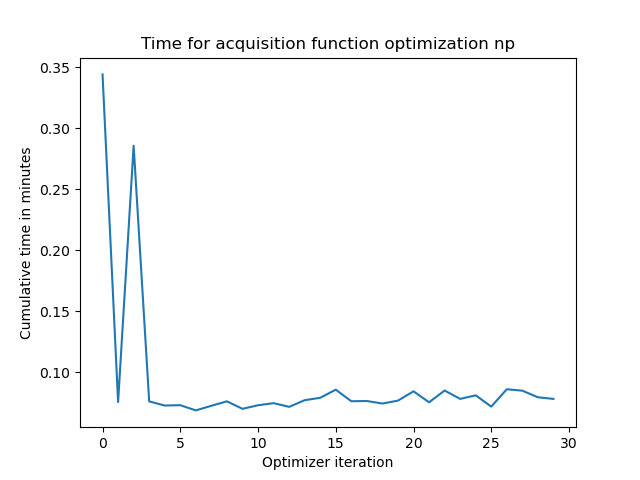 Time for acquisition function optimization np
Cumulative time in minutes
0.35
0.30
0.25
0.20
0.15
0.10
0 5 10 15 20 25 30
Optimizer iteration